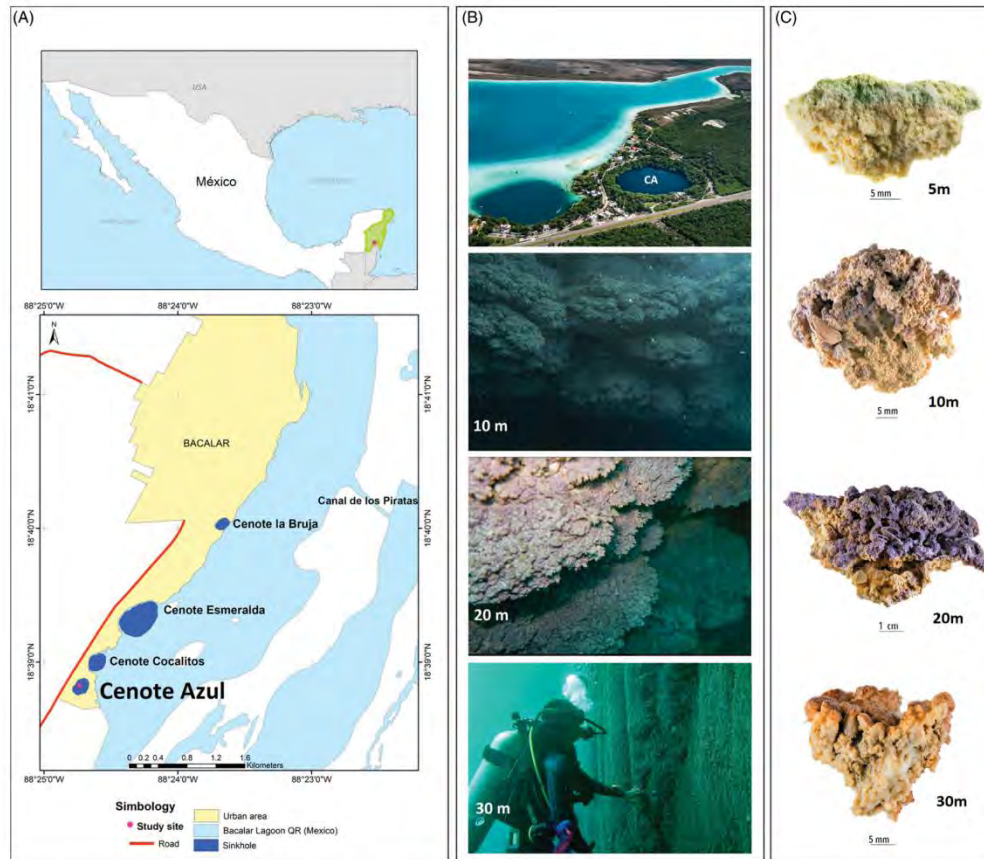 (A)
USA
México
88°25'0"W
88°24'0"W
88°23'0"W
N
18°41'0"N
18°41'0"N
BACALAR
Canal de los Piratas
Cenote la Bruja
18°40'0"N
18°40'0"N
Cenote Esmeralda
Cenote Cocalitos
18°39'0"N
18°39'0"N
Cenote Azul
0 0.2 0.4 0.8 1.2 1.6
Kilometers
88°25'0"W
88°24'0"W
88°23'0"W
Simbology
Study site
Road
Urban area
Bacalar Lagoon QR (Mexico)
Sinkhole
(B)
CA
10 m
20 m
30 m
(C)
5 mm
5m
5 mm
10m
1 cm
20m
5 mm
30m